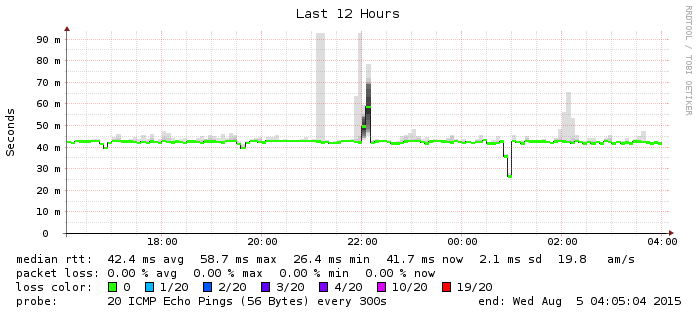 Last 12 Hours
RRDTOOL / TOBI OETIKER
Seconds
90 m
80 m
70 m
60 m
50 m
40 m
30 m
20 m
10 m
0
18:00 20:00 22:00 00:00 02:00 04:00
median rtt: 42.4 ms avg 58.7 ms max 26.4 ms min 41.7 ms now 2.1 ms sd 19.8 am/s
packet loss: 0.00 % avg 0.00 % max 0.00 % min 0.00 % now
loss color: 0 1/20 2/20 3/20 4/20 10/20 19/20
probe: 20 ICMP Echo Pings (56 Bytes) every 300s end: Wed Aug 5 04:05:04 2015